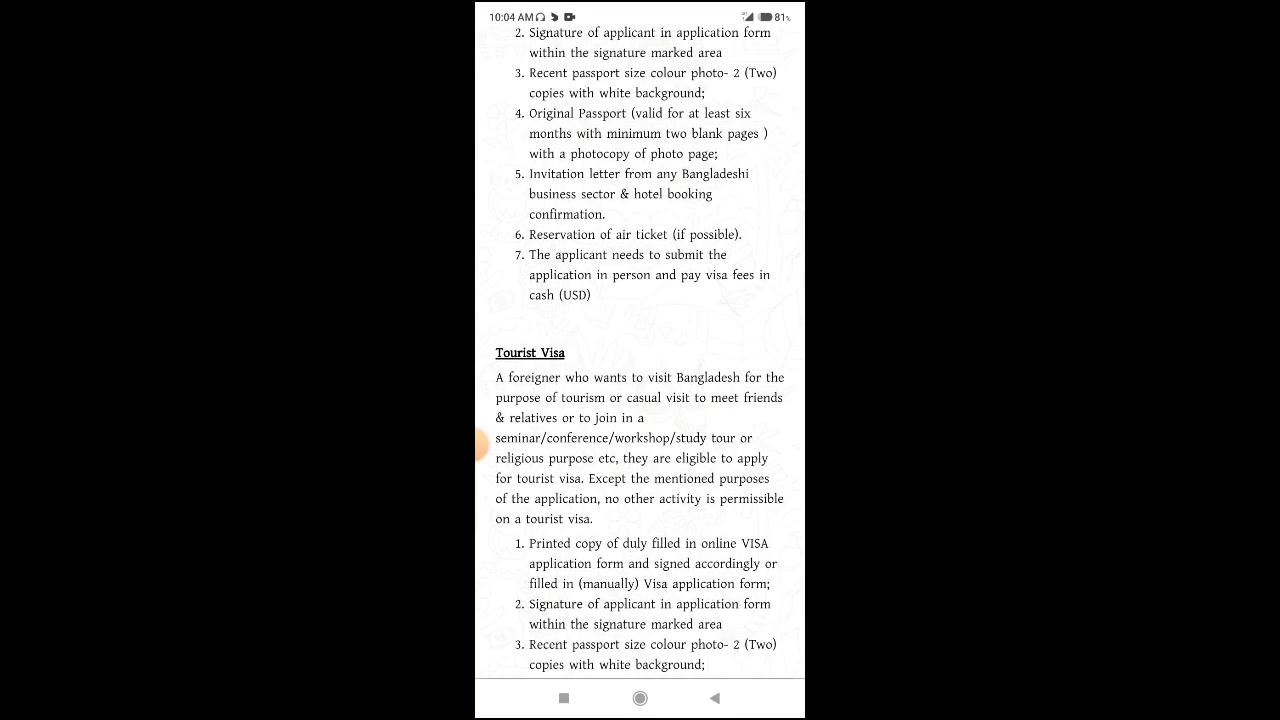 10:04 AM
81%
2. Signature of applicant in application form
within the signature marked area
3. Recent passport size colour photo- 2 (Two)
copies with white background;
4. Original Passport (valid for at least six
months with minimum two blank pages )
with a photocopy of photo page;
5. Invitation letter from any Bangladeshi
business sector & hotel booking
confirmation.
6. Reservation of air ticket (if possible).
7. The applicant needs to submit the
application in person and pay visa fees in
cash (USD)
Tourist Visa
A foreigner who wants to visit Bangladesh for the
purpose of tourism or casual visit to meet friends
& relatives or to join in a
seminar/conference/workshop/study tour or
religious purpose etc, they are eligible to apply
for tourist visa. Except the mentioned purposes
of the application, no other activity is permissible
on a tourist visa.
1. Printed copy of duly filled in online VISA
application form and signed accordingly or
filled in (manually) Visa application form;
2. Signature of applicant in application form
within the signature marked area
3. Recent passport size colour photo- 2 (Two)
copies with white background;